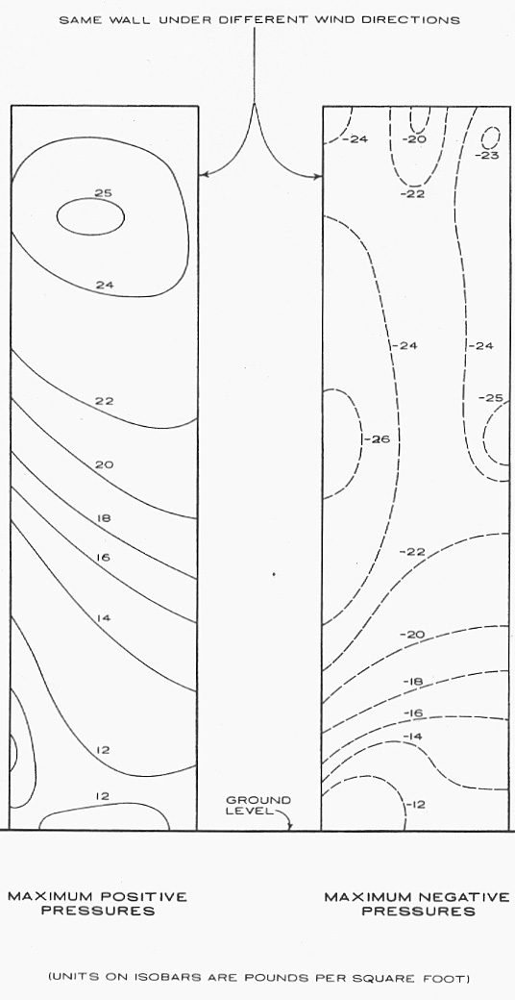 SAME WALL UNDER DIFFERENT WIND DIRECTIONS
25
24
22
20
18
16
14
12
12
-24
-20
-23
-22
-24
-24
-25
-26
-22
-20
-18
-16
-14
-12
GROUND
LEVEL
MAXIMUM POSITIVE
PRESSURES
MAXIMUM NEGATIVE
PRESSURES
(UNITS ON ISOBARS ARE POUNDS PER SQUARE FOOT)